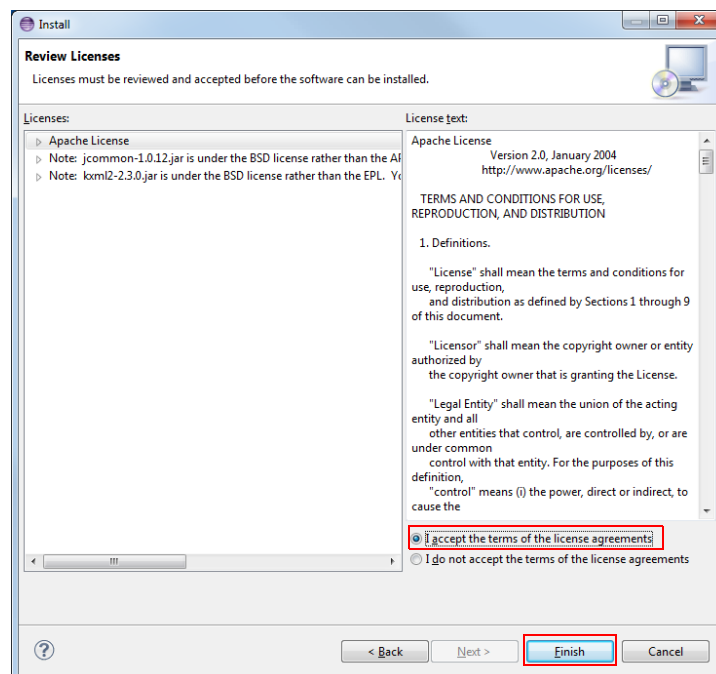 Install
Review Licenses
Licenses must be reviewed and accepted before the software can be installed.
Licenses:
Apache License
Note: jcommon-1.0.12.jar is under the BSD license rather than the AP
Note: kxml2-2.3.0.jar is under the BSD license rather than the EPL. Yo
License text:
Apache License
Version 2.0, January 2004
http://www.apache.org/licenses/
TERMS AND CONDITIONS FOR USE,
REPRODUCTION, AND DISTRIBUTION
1. Definitions.
"License" shall mean the terms and conditions for
use, reproduction,
and distribution as defined by Sections 1 through 9
of this document.
"Licensor" shall mean the copyright owner or entity
authorized by
the copyright owner that is granting the License.
"Legal Entity" shall mean the union of the acting
entity and all
other entities that control, are controlled by, or are
under common
control with that entity. For the purposes of this
definition,
"control" means (i) the power, direct or indirect, to
cause the
I accept the terms of the license agreements
I do not accept the terms of the license agreements
< Back
Next >
Finish
Cancel